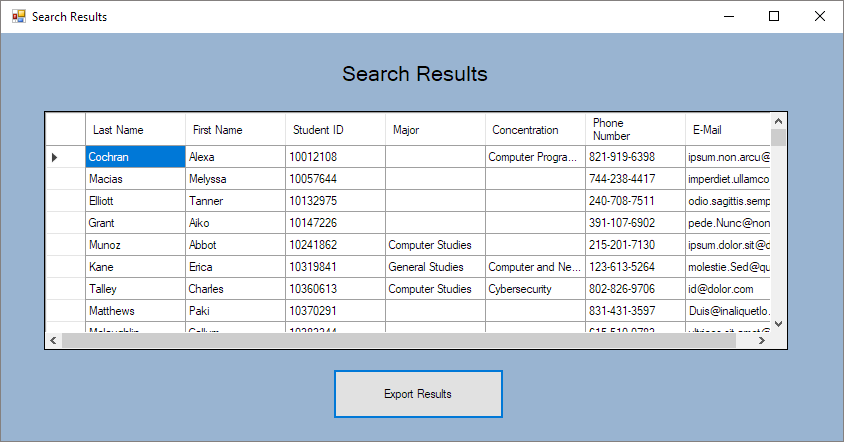 Search Results
Search Results
Last Name First Name Student ID Major Concentration Phone Number E-Mail
Cochran Alexa 10012108 Computer Progra... 821-919-6398 ipsum.non.arcu@
Macias Melyssa 10057644 744-238-4417 imperdiet.ullamco
Elliott Tanner 10132975 240-708-7511 odio.sagittis.semp
Grant Aiko 10147226 391-107-6902 pede.Nunc@non
Munoz Abbot 10241862 Computer Studies 215-201-7130 ipsum.dolor.sit@d
Kane Erica 10319841 General Studies Computer and Ne... 123-613-5264 molestie.Sed@qu
Talley Charles 10360613 Computer Studies Cybersecurity 802-826-9706 id@dolor.com
Matthews Paki 10370291 831-431-3597 Duis@inaliquetlo.
Export Results